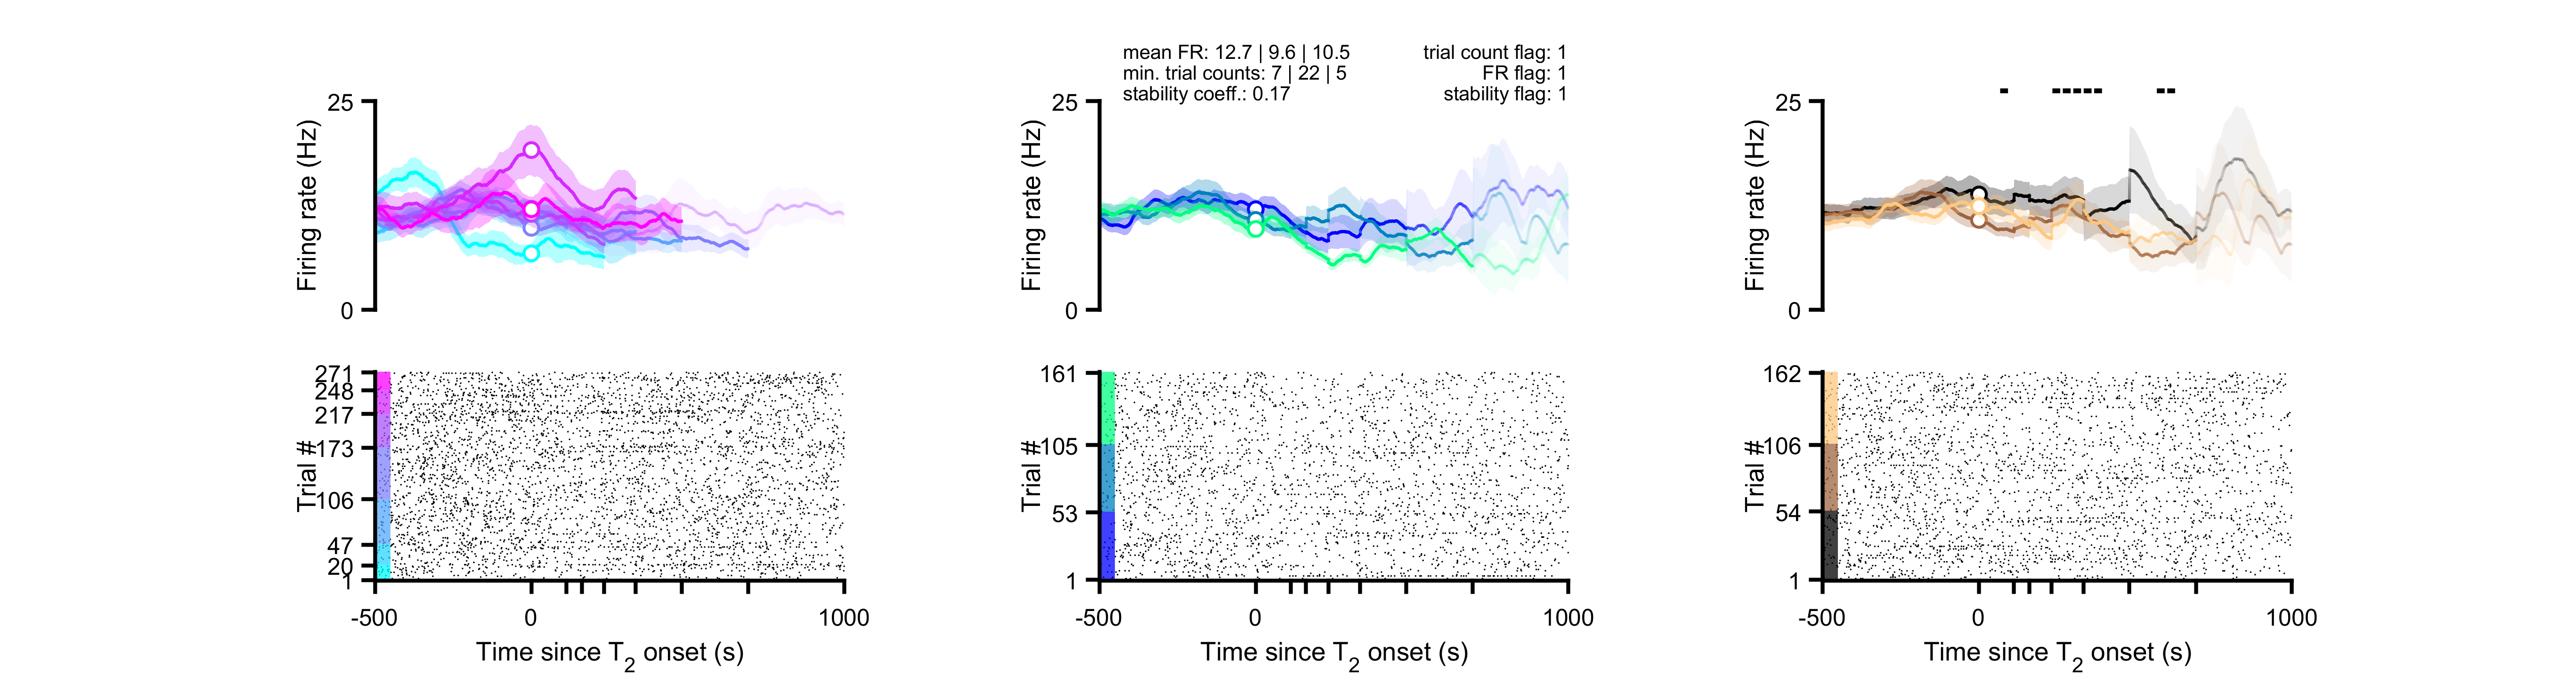 mean FR: 12.7 | 9.6 | 10.5
min. trial counts: 7 | 22 | 5
stability coeff.: 0.17
trial count flag: 1
FR flag: 1
stability flag: 1
25
Firing rate (Hz)
0
25
Firing rate (Hz)
0
25
Firing rate (Hz)
0
271
248
217
173
106
47
20
1
Trial #
-500
0
1000
Time since T2 onset (s)
161
105
53
1
Trial #
-500
0
1000
Time since T2 onset (s)
162
106
54
1
Trial #
-500
0
1000
Time since T2 onset (s)